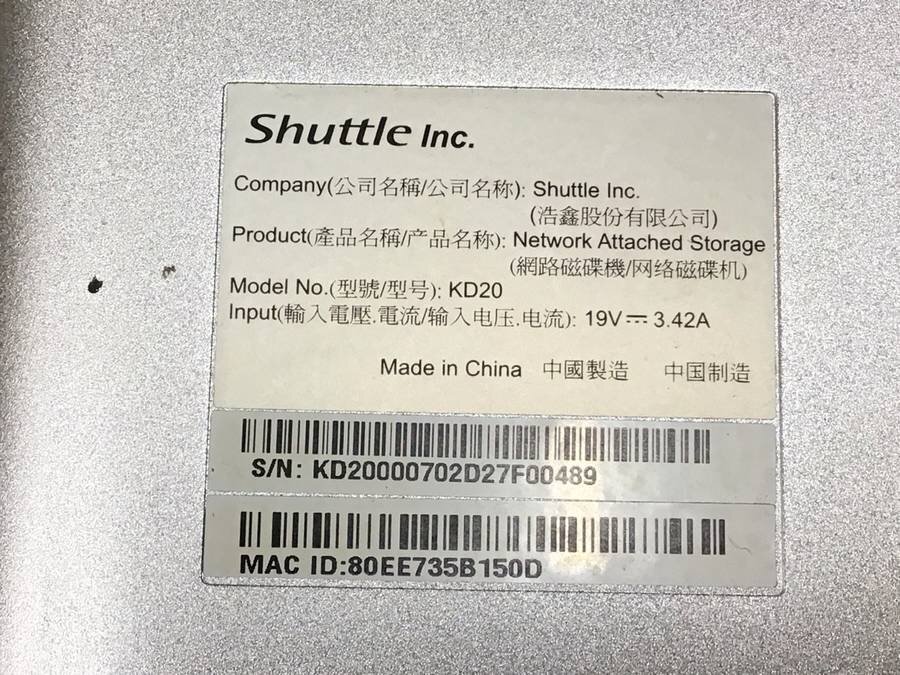 Shuttle Inc.
Company(公司名稱/公司名称): Shuttle Inc.
(浩鑫股份有限公司)
Product(產品名稱/产品名称): Network Attached Storage
(網路磁碟機/网络磁碟机)
Model No.(型號/型号): KD20
Input(輸入電壓.電流/输入电压.电流): 19V⎓ 3.42A
Made in China 中國製造 中国制造
S/N: KD20000702D27F00489
MAC ID:80EE735B150D